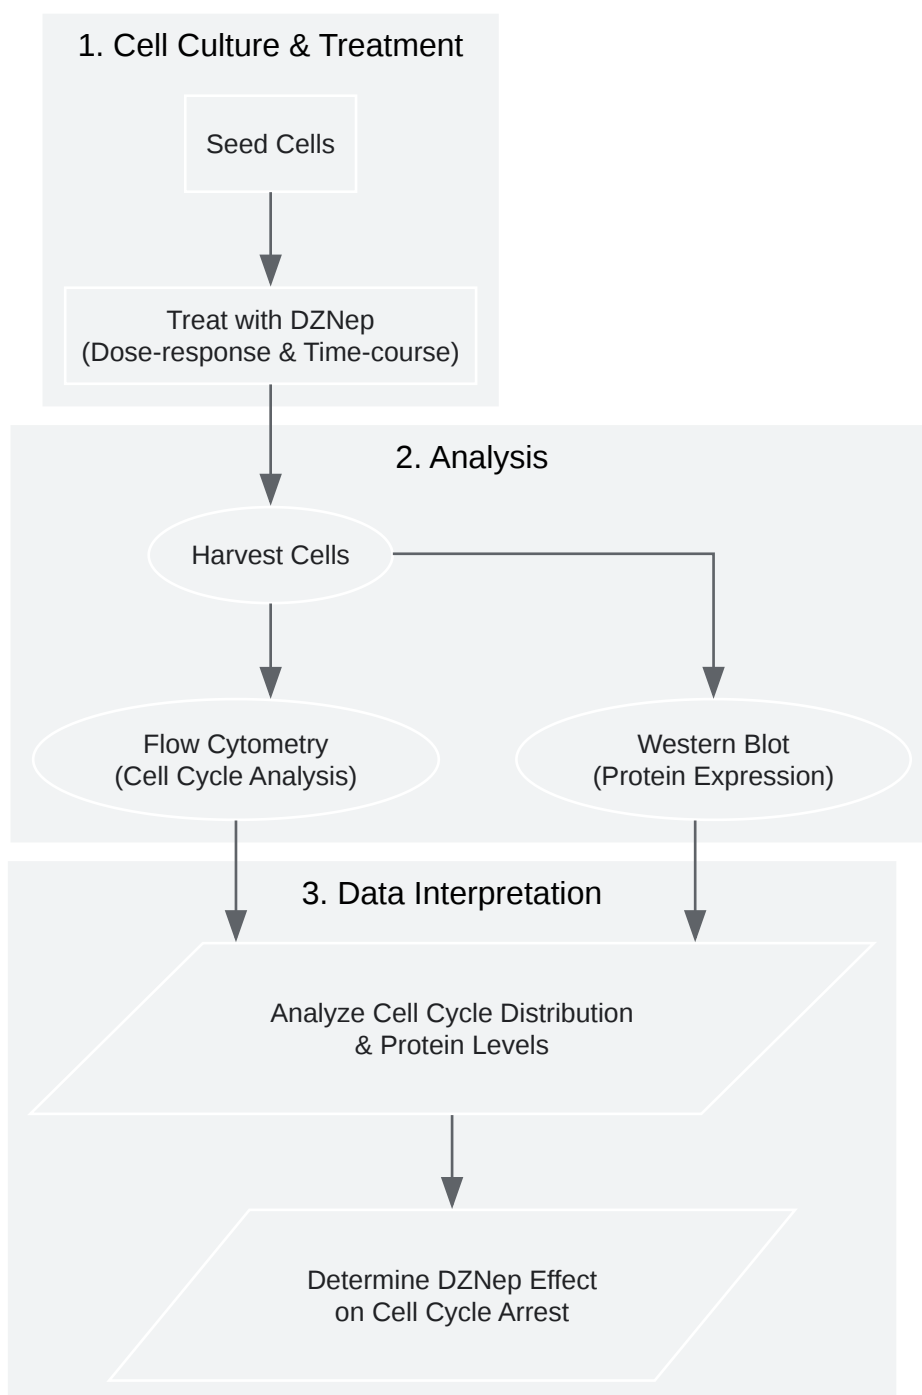 1. Cell Culture & Treatment
Seed Cells
Treat with DZNep
(Dose-response & Time-course)
2. Analysis
Harvest Cells
Flow Cytometry
(Cell Cycle Analysis)
Western Blot
(Protein Expression)
3. Data Interpretation
Analyze Cell Cycle Distribution
& Protein Levels
Determine DZNep Effect
on Cell Cycle Arrest